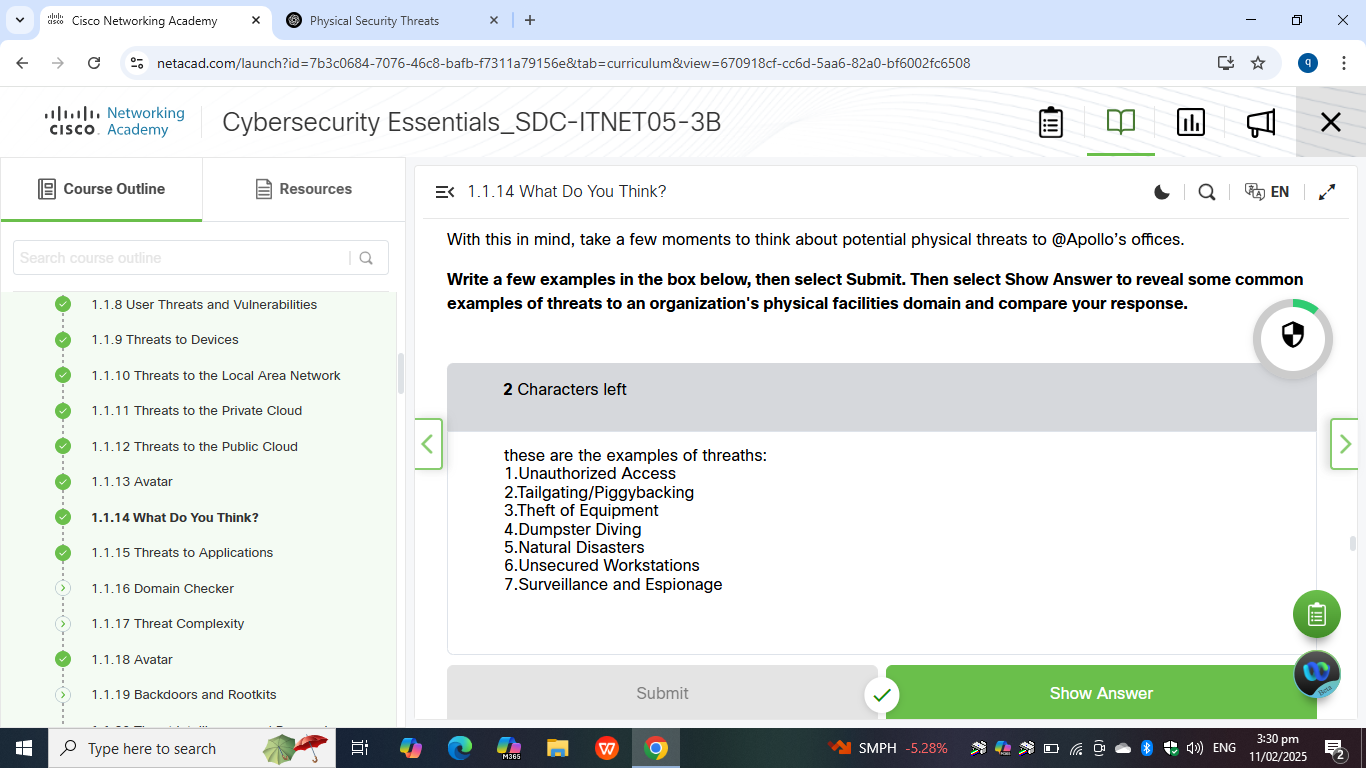 Cisco Networking Academy
Physical Security Threats
netacad.com/launch?id=7b3c0684-7076-46c8-bafb-f7311a79156e&tab=curriculum&view=670918cf-cc6d-5aa6-82a0-bf6002fc6508
q
CISCO Networking Academy
Cybersecurity Essentials_SDC-ITNET05-3B
Course Outline
Resources
Search course outline
1.1.8 User Threats and Vulnerabilities
1.1.9 Threats to Devices
1.1.10 Threats to the Local Area Network
1.1.11 Threats to the Private Cloud
1.1.12 Threats to the Public Cloud
1.1.13 Avatar
1.1.14 What Do You Think?
1.1.15 Threats to Applications
1.1.16 Domain Checker
1.1.17 Threat Complexity
1.1.18 Avatar
1.1.19 Backdoors and Rootkits
1.1.14 What Do You Think?
EN
With this in mind, take a few moments to think about potential physical threats to @Apollo's offices.
Write a few examples in the box below, then select Submit. Then select Show Answer to reveal some common
examples of threats to an organization's physical facilities domain and compare your response.
2 Characters left
these are the examples of threaths:
1.Unauthorized Access
2.Tailgating/Piggybacking
3.Theft of Equipment
4.Dumpster Diving
5.Natural Disasters
6.Unsecured Workstations
7.Surveillance and Espionage
Submit
Show Answer
Beta
Type here to search
M365
SMPH -5.28%
ENG
3:30 pm
11/02/2025
2